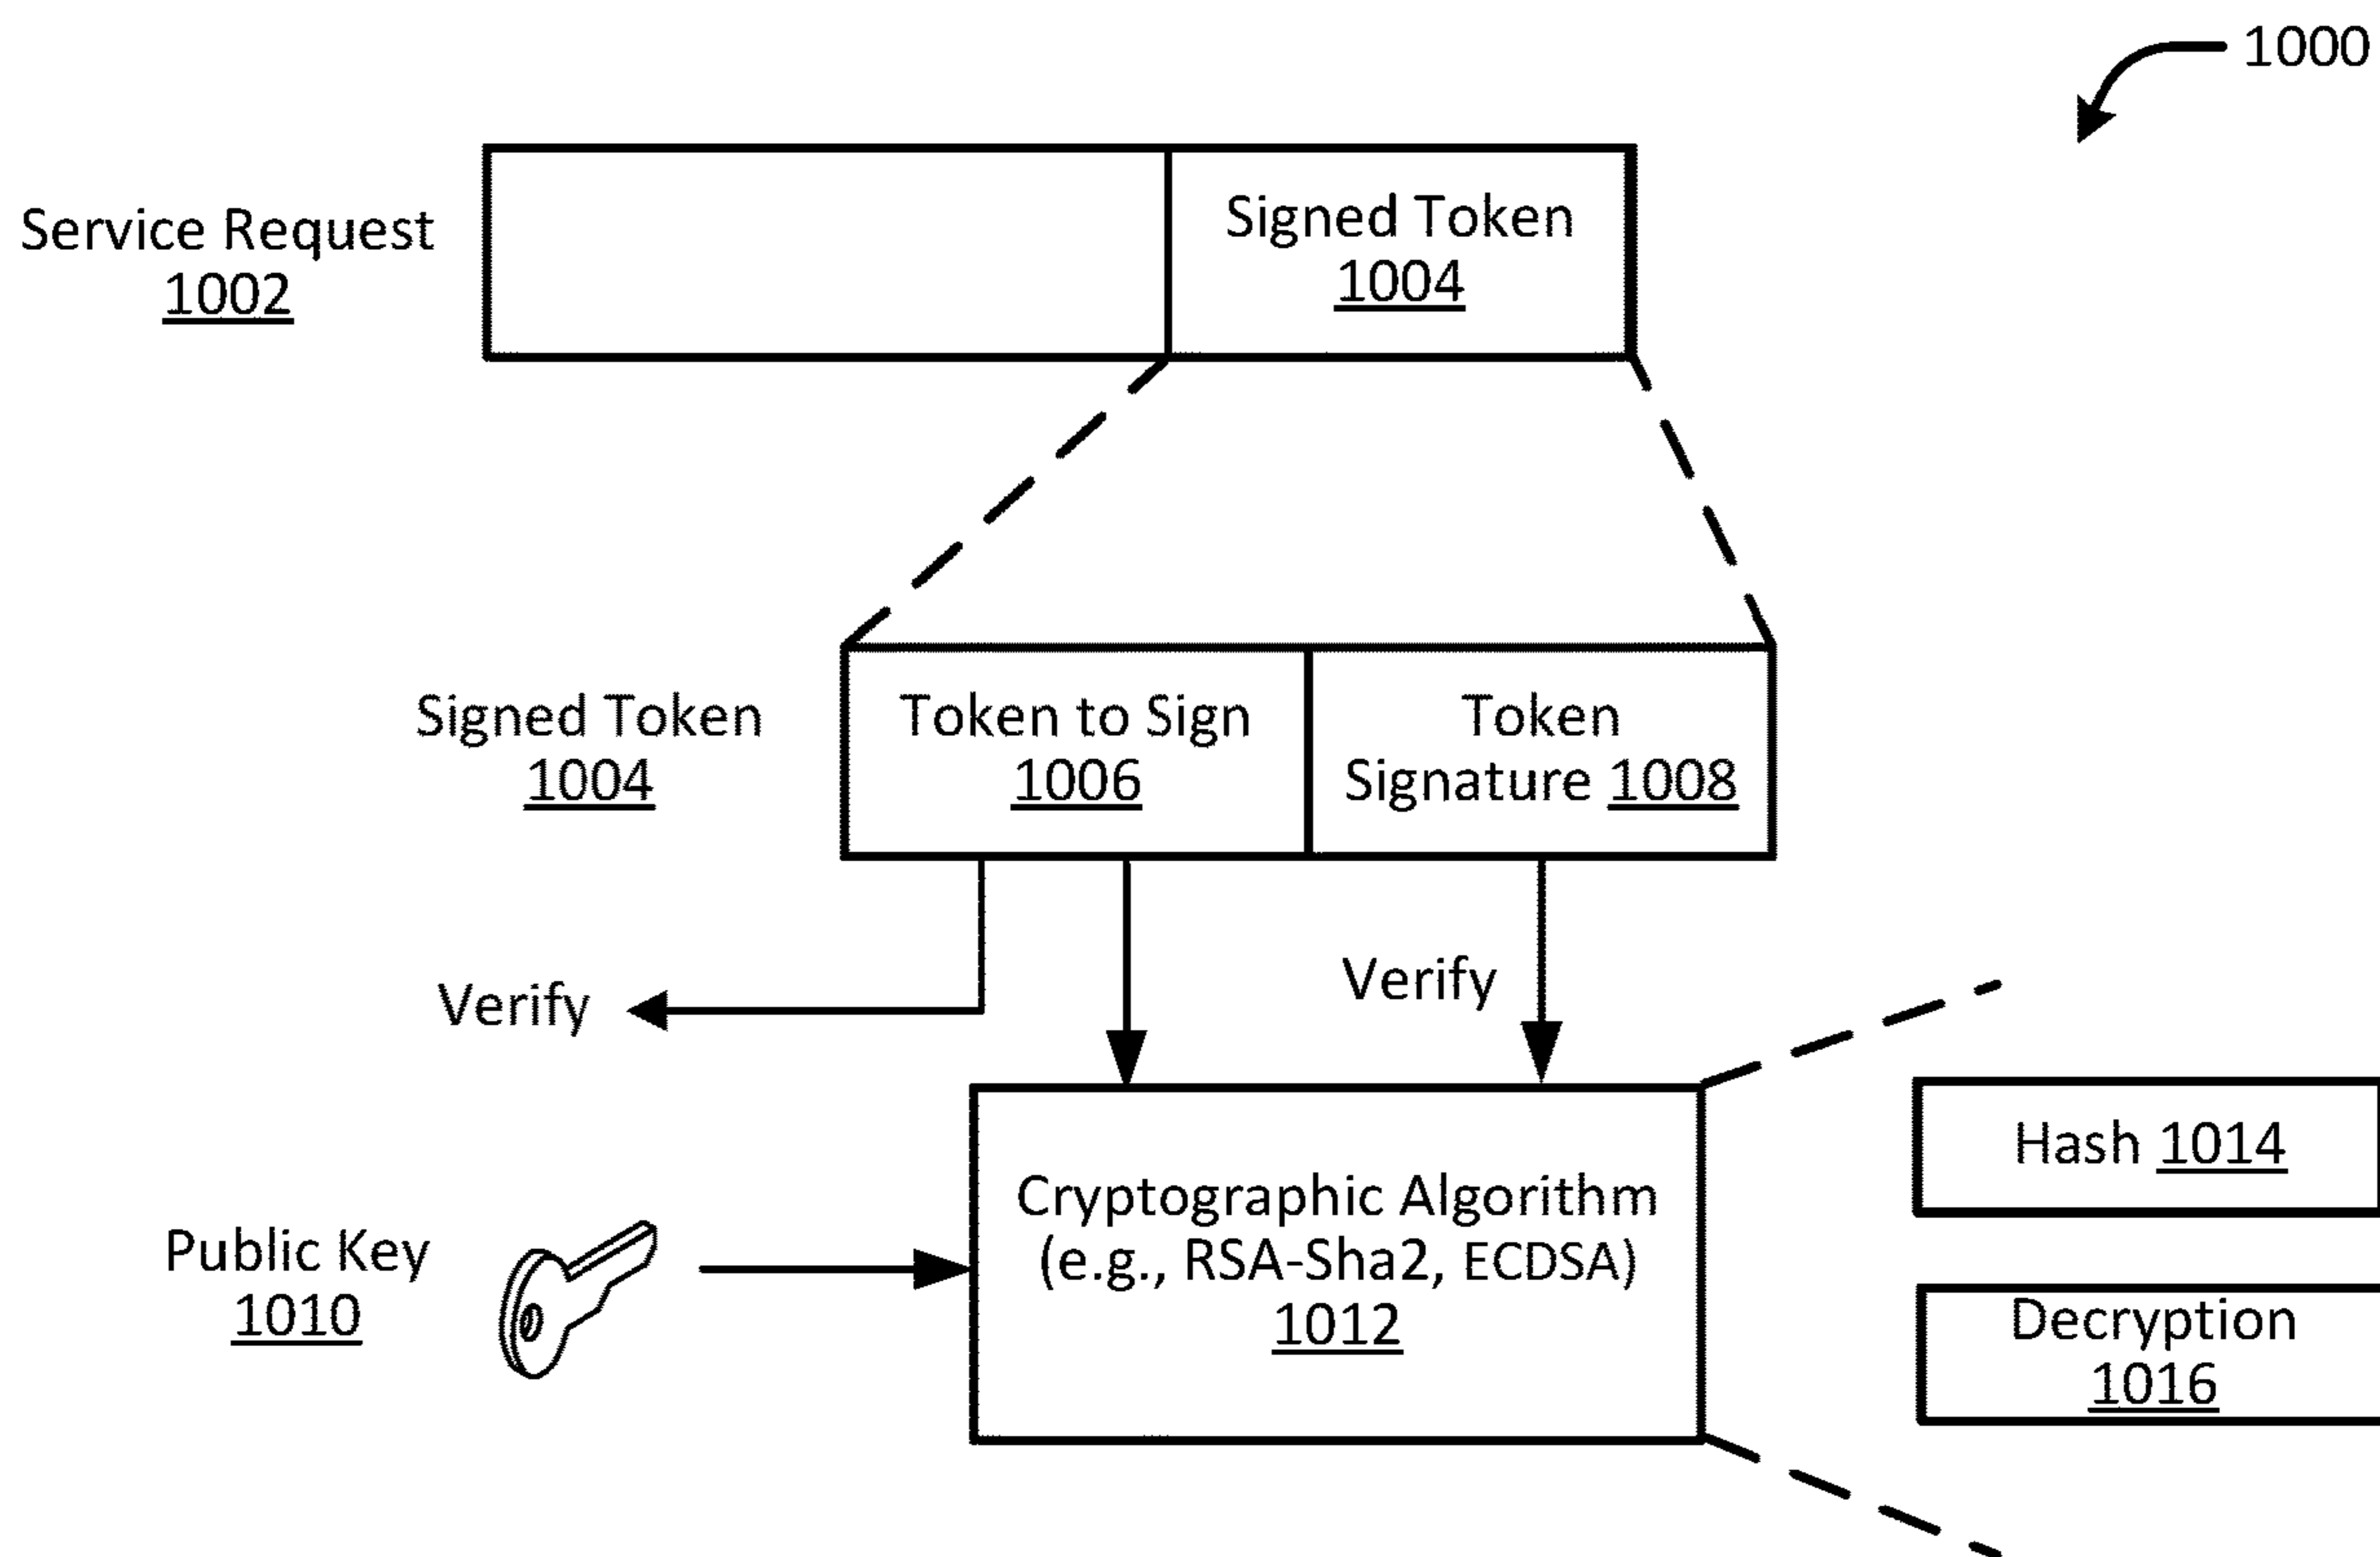 1000
Service Request
1002
Signed Token
1004
Signed Token
1004
Token to Sign
1006
Token
Signature 1008
Verify
Verify
Public Key
1010
Cryptographic Algorithm
(e.g., RSA-Sha2, ECDSA)
1012
Hash 1014
Decryption
1016